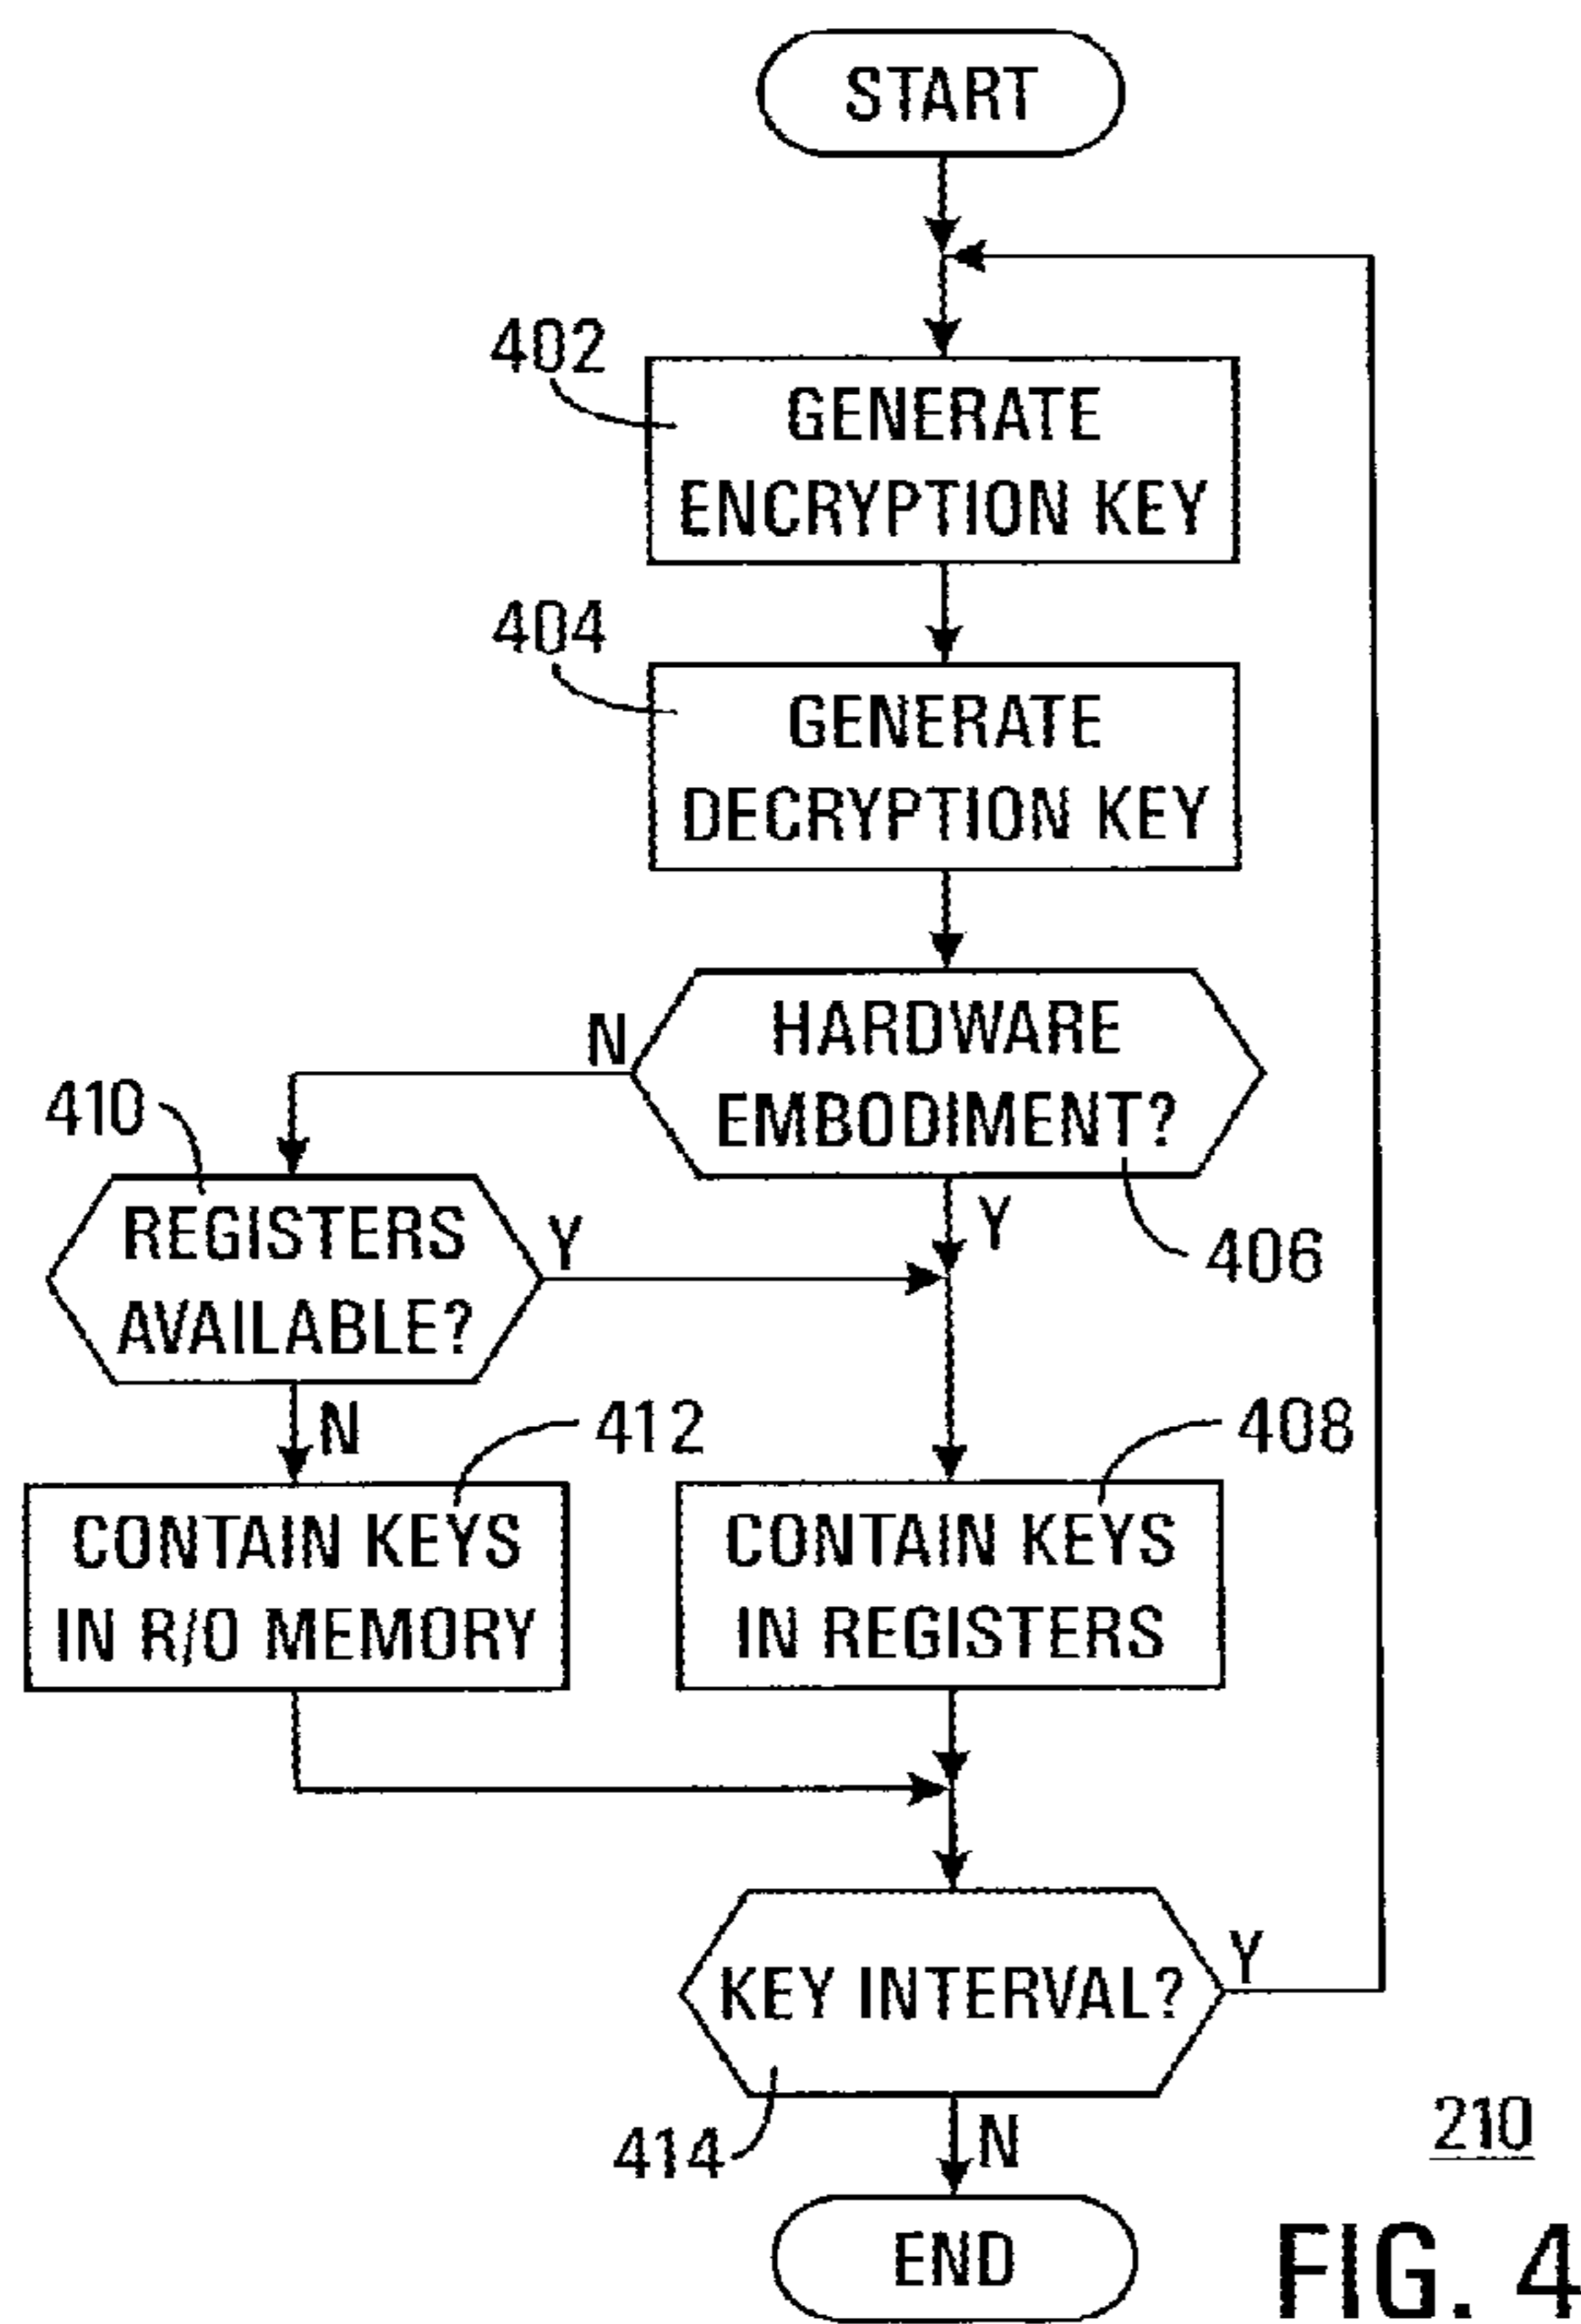 START
402
GENERATE
ENCRYPTION KEY
404
GENERATE
DECRYPTION KEY
N
HARDWARE
EMBODIMENT?
410
REGISTERS
AVAILABLE?
Y
Y
406
N
412
408
CONTAIN KEYS
IN R/O MEMORY
CONTAIN KEYS
IN REGISTERS
KEY INTERVAL?
Y
414
N
210
END
FIG. 4